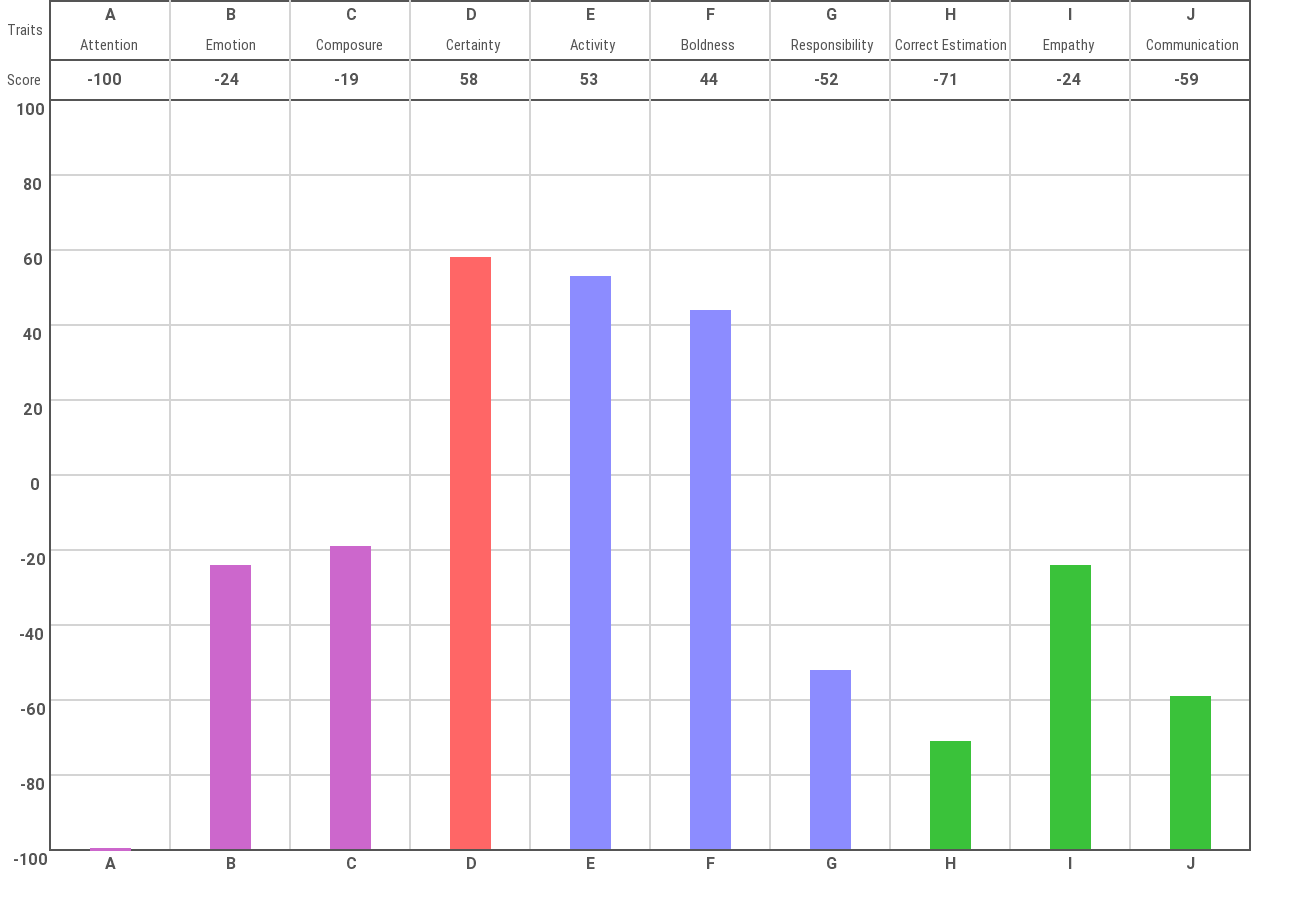 A B C D E F G H I J
Traits
Attention Emotion Composure Certainty Activity Boldness Responsibility Correct Estimation Empathy Communication
Score -100 -24 -19 58 53 44 -52 -71 -24 -59
100
80
60
40
20
0
-20
-40
-60
-80
-100
A B C D E F G H I J